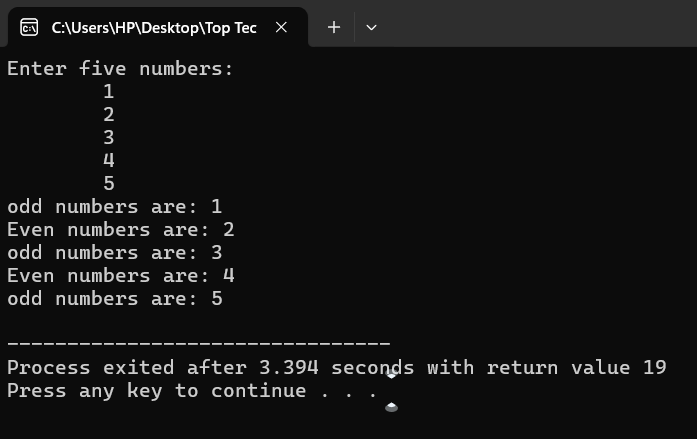 C:\Users\HP\Desktop\Top Tec
Enter five numbers:
1
2
3
4
5
odd numbers are: 1
Even numbers are: 2
odd numbers are: 3
Even numbers are: 4
odd numbers are: 5
--------------------------------
Process exited after 3.394 seconds with return value 19
Press any key to continue . . .